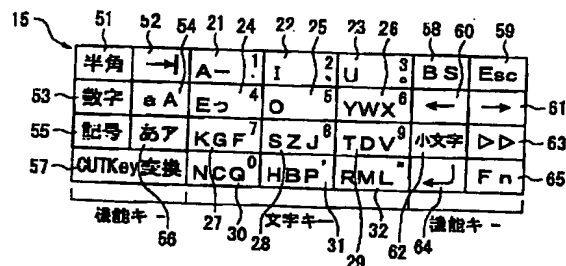 51 52 54 21 24 22 25 23 26 58 60 59
15
半角 →| A ー 1 . I 2 、 U 3 。 BS Esc
53 数字 aA Eっ 4 O 5 YWX 6 ← → 61
55 記号 あア KGF 7 SZJ 8 TDV 9 小文字 ▷▷ 63
57 CUTKey 変換 NCQ 0 HBP ' RML ↵ Fn 65
機能キー 27 30 28 文字キー 31 29 32 62 64 機能キー
56